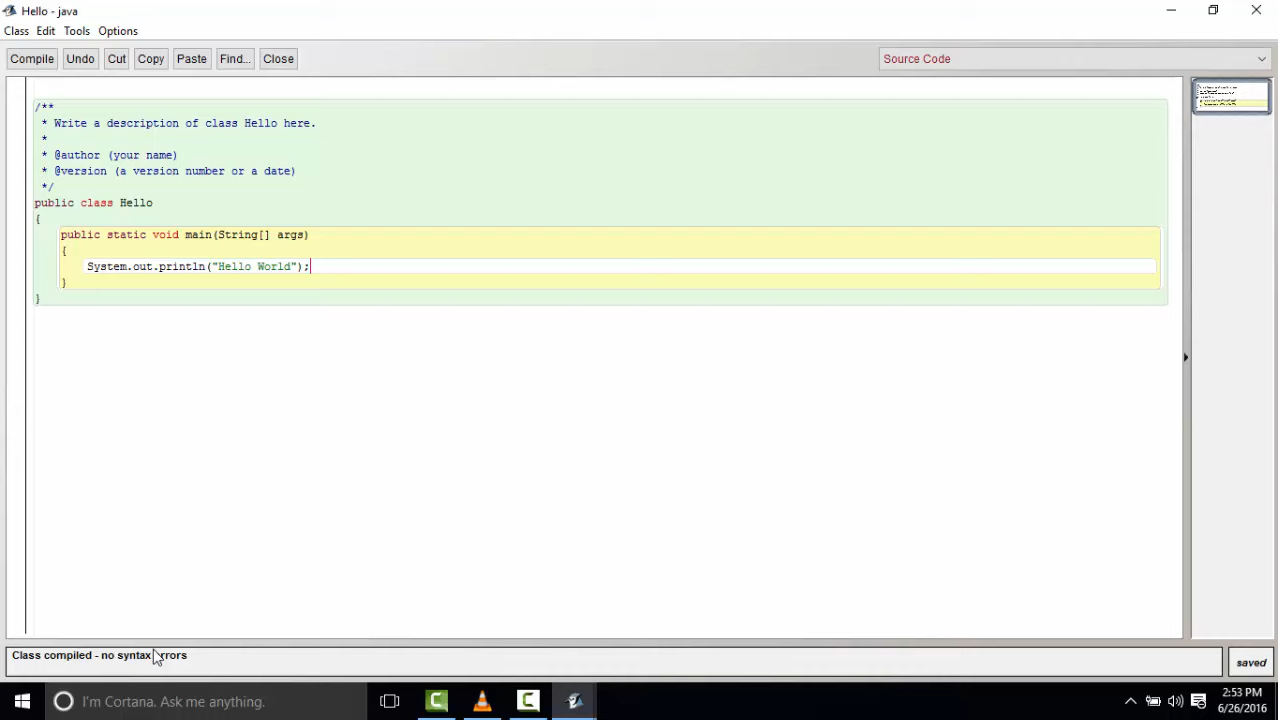 Hello - java
Class Edit Tools Options
Compile Undo Cut Copy Paste Find... Close Source Code
/**
* Write a description of class Hello here.
*
* @author (your name)
* @version (a version number or a date)
*/
public class Hello
{
public static void main(String[] args)
{
System.out.println("Hello World");
}
}
Class compiled - no syntax errors
saved
I'm Cortana. Ask me anything.
2:53 PM
6/26/2016